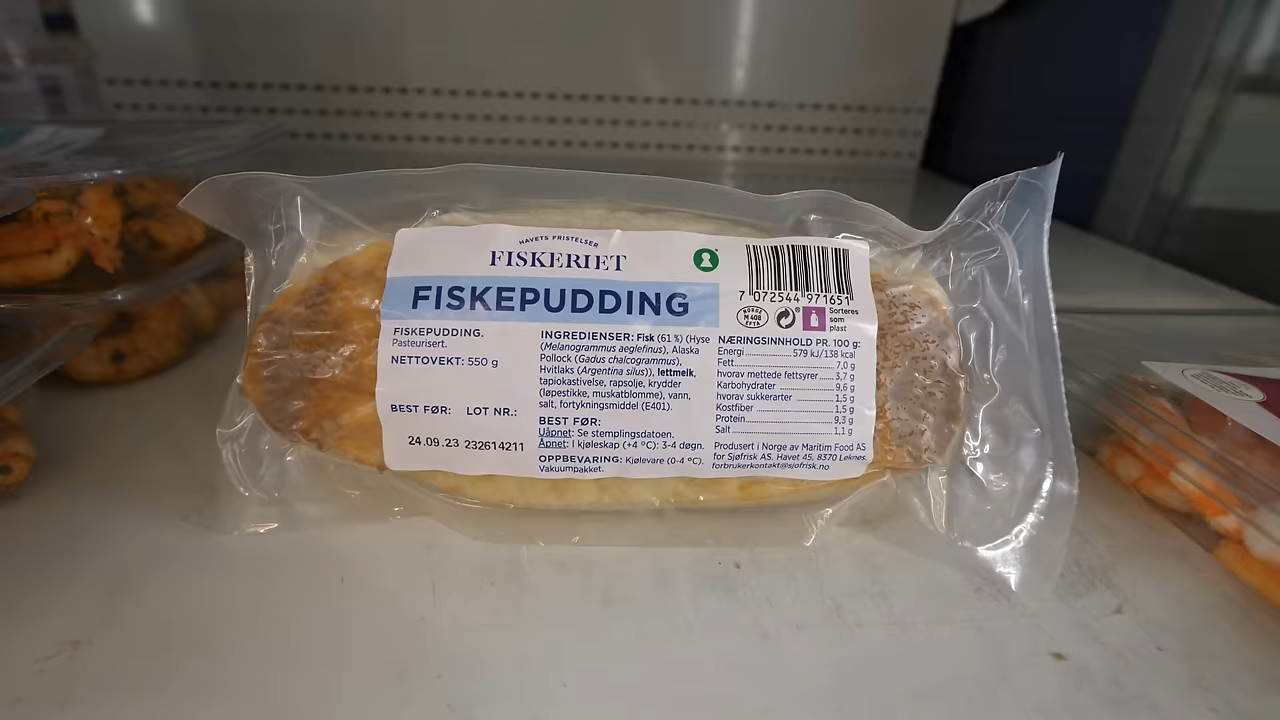 HAVETS FRISTELSER
FISKERIET
FISKEPUDDING
FISKEPUDDING.
Pasteurisert.
NETTOVEKT: 550 g
BEST FØR: LOT NR.:
24.09.23 232614211
INGREDIENSER: Fisk (61 %) (Hyse
(Melanogrammus aeglefinus), Alaska
Pollock (Gadus chalcogrammus),
Hvitlaks (Argentina silus)), lettmelk,
tapiokastivelse, rapsolje, krydder
(løpestikke, muskatblomme), vann,
salt, fortykningsmiddel (E401).
BEST FØR:
Uåpnet: Se stemplingsdatoen.
Åpnet: I kjøleskap (+4 °C): 3-4 døgn.
OPPBEVARING: Kjølevare (0-4 °C).
Vakuumpakket.
7 072544 971651
NORGE
M 408
EFTA
Sorteres
som
plast
NÆRINGSINNHOLD PR. 100 g:
Energi 579 kJ/138 kcal
Fett 7,0 g
hvorav mettede fettsyrer 3,7 g
Karbohydrater 9,6 g
hvorav sukkerarter 1,5 g
Kostfiber 1,5 g
Protein 9,3 g
Salt 1,1 g
Produsert i Norge av Maritim Food AS
for Sjøfrisk AS. Havet 45, 8370 Leknes.
forbrukerkontakt@sjofrisk.no